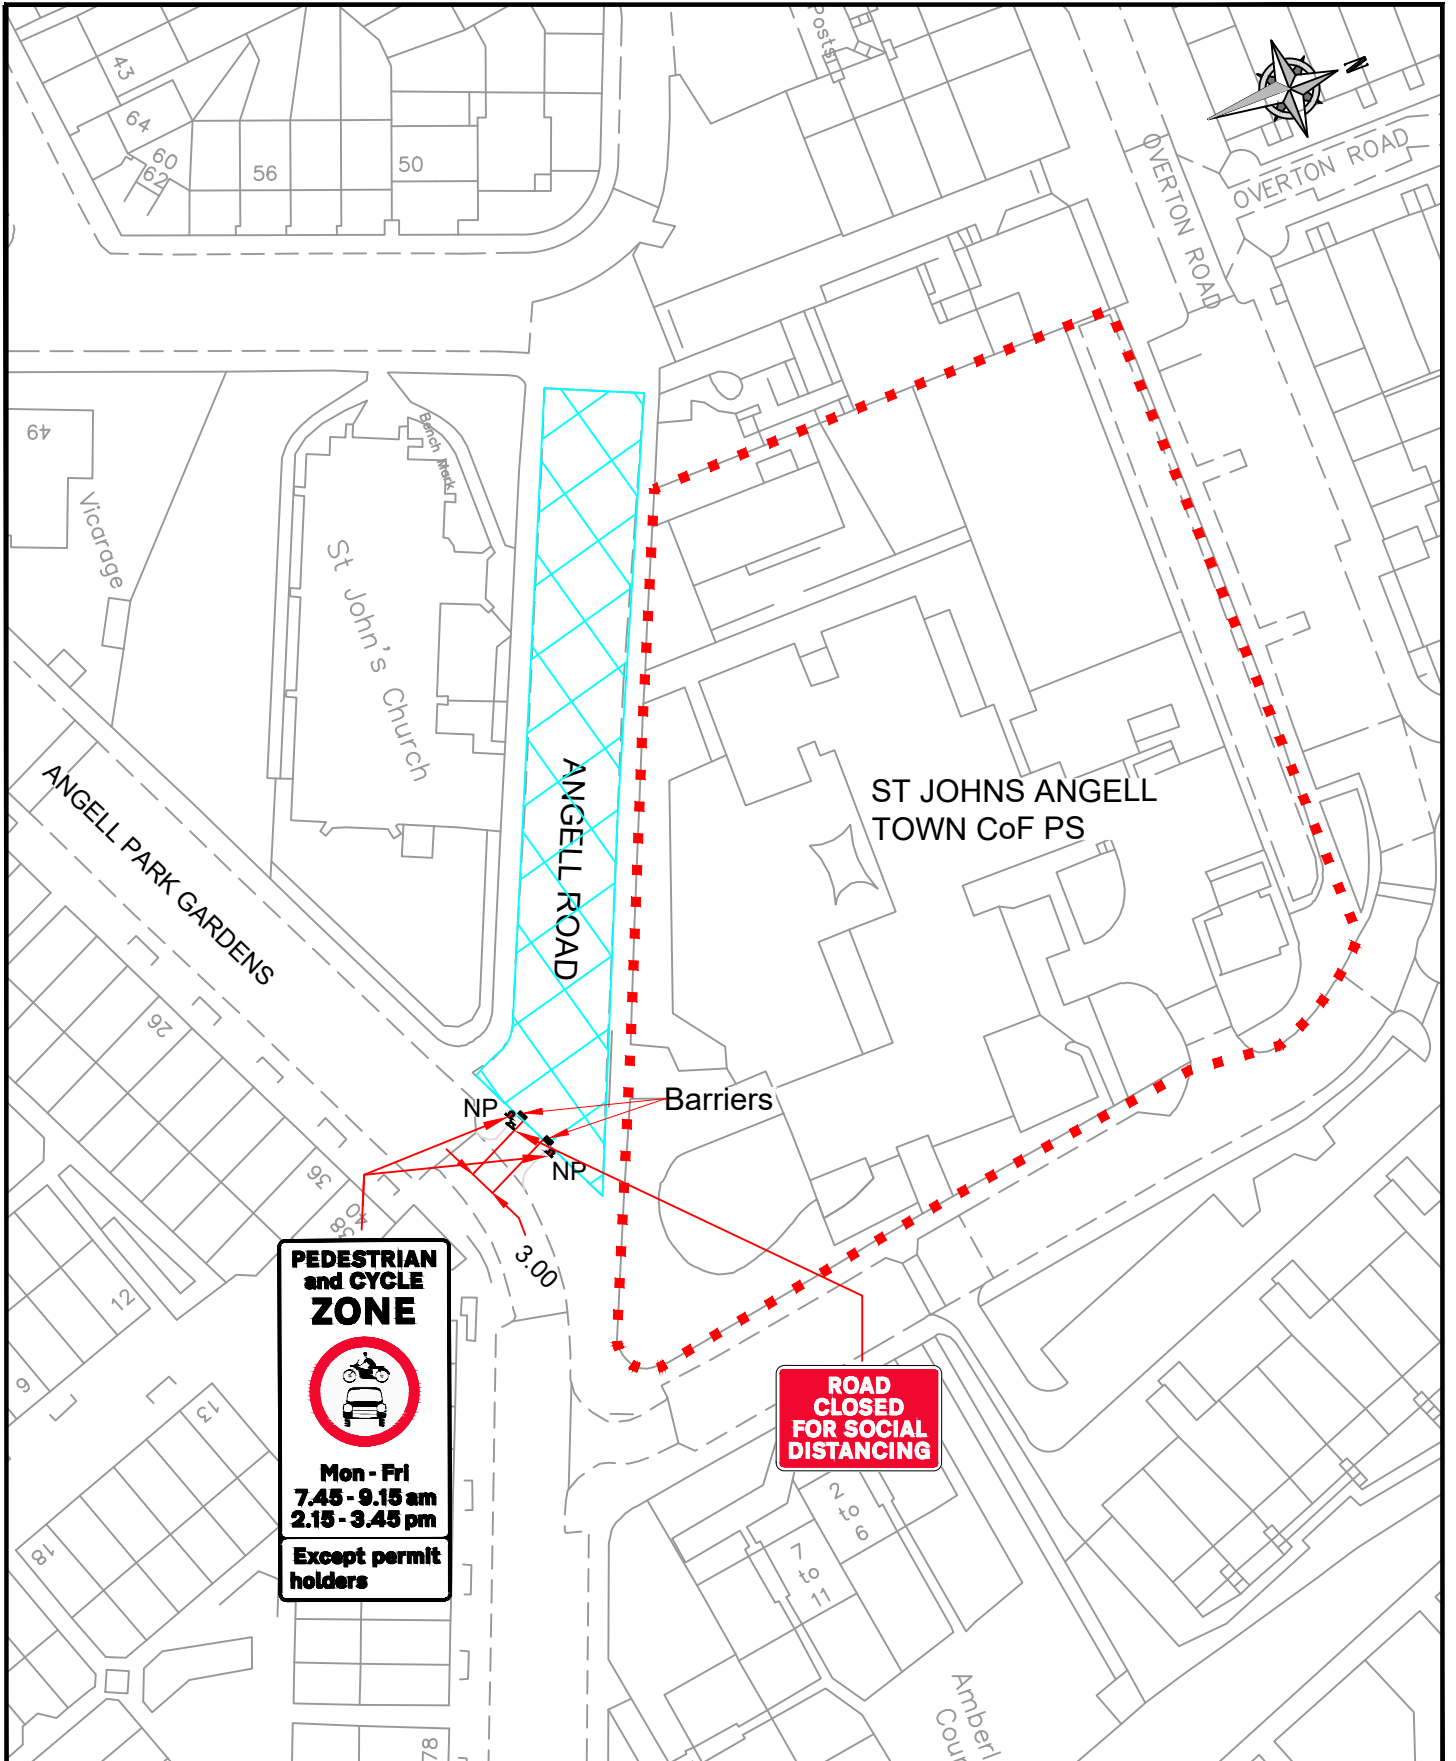 Posts
N
43
64
60
62
56
50
OVERTON ROAD
OVERTON ROAD
49
Vicarage
Bench Mark
St John's Church
ANGELL ROAD
ANGELL PARK GARDENS
ST JOHNS ANGELL
TOWN CoF PS
26
NP
Barriers
NP
36
40
38
3.00
12
9
13
18
PEDESTRIAN
and CYCLE
ZONE
Mon - Fri
7.45 - 9.15 am
2.15 - 3.45 pm
Except permit
holders
ROAD
CLOSED
FOR SOCIAL
DISTANCING
2
to
6
7
to
11
78